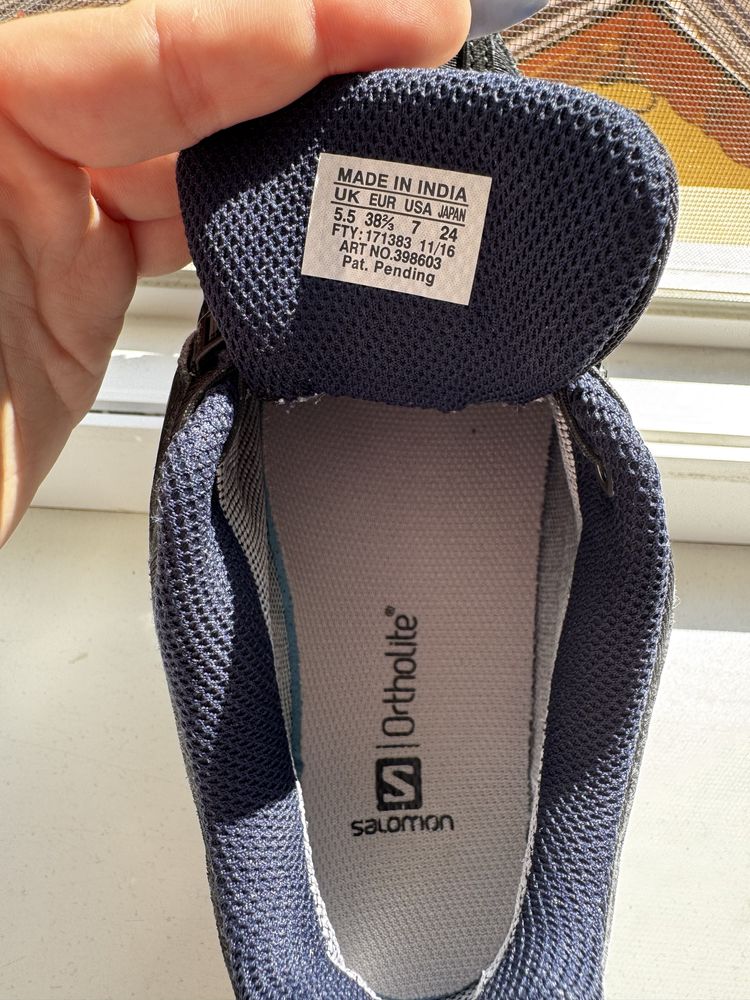 MADE IN INDIA
UK EUR USA JAPAN
5.5 38⅔ 7 24
FTY:171383 11/16
ART NO.398603
Pat. Pending
Ortholite®
S
salomon